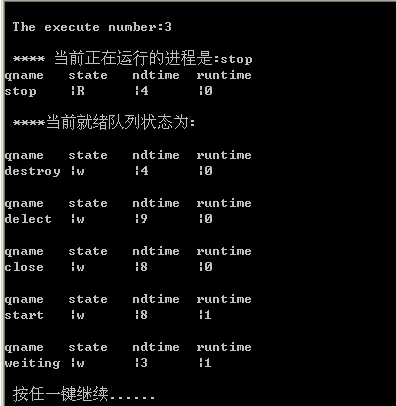 The execute number:3
**** 当前正在运行的进程是:stop
qname state ndtime runtime
stop |R |4 |0
****当前就绪队列状态为:
qname state ndtime runtime
destroy |w |4 |0
qname state ndtime runtime
delect |w |9 |0
qname state ndtime runtime
close |w |8 |0
qname state ndtime runtime
start |w |8 |1
qname state ndtime runtime
weiting |w |3 |1
按任一键继续......